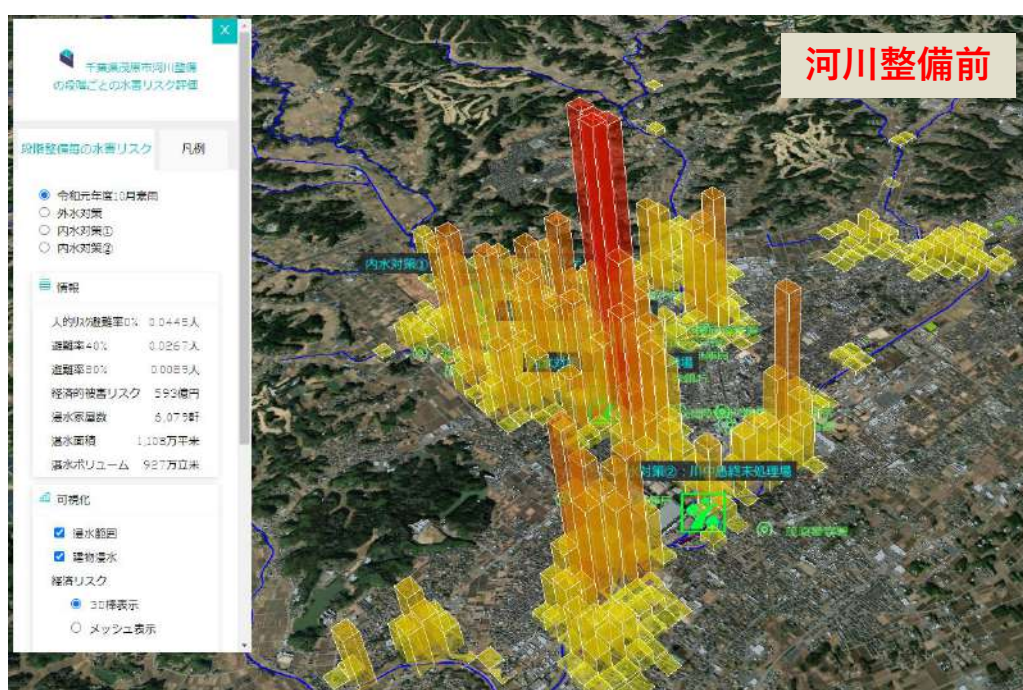 河川整備前
千葉県茂原市河川整備
の段階ごとの水害リスク評価
段階整備毎の水害リスク
凡例
令和元年度10月豪雨
外水対策
内水対策①
内水対策②
情報
人的リスク避難率0% 0.0445人
避難率40% 0.0267人
避難率80% 0.0089人
経済的被害リスク 593億円
浸水家屋数 6,079軒
湛水面積 1,108万平米
湛水ボリューム 927万立米
可視化
浸水範囲
建物浸水
経済リスク
3D棒表示
メッシュ表示
内水対策①
対策②：川中島終末処理場